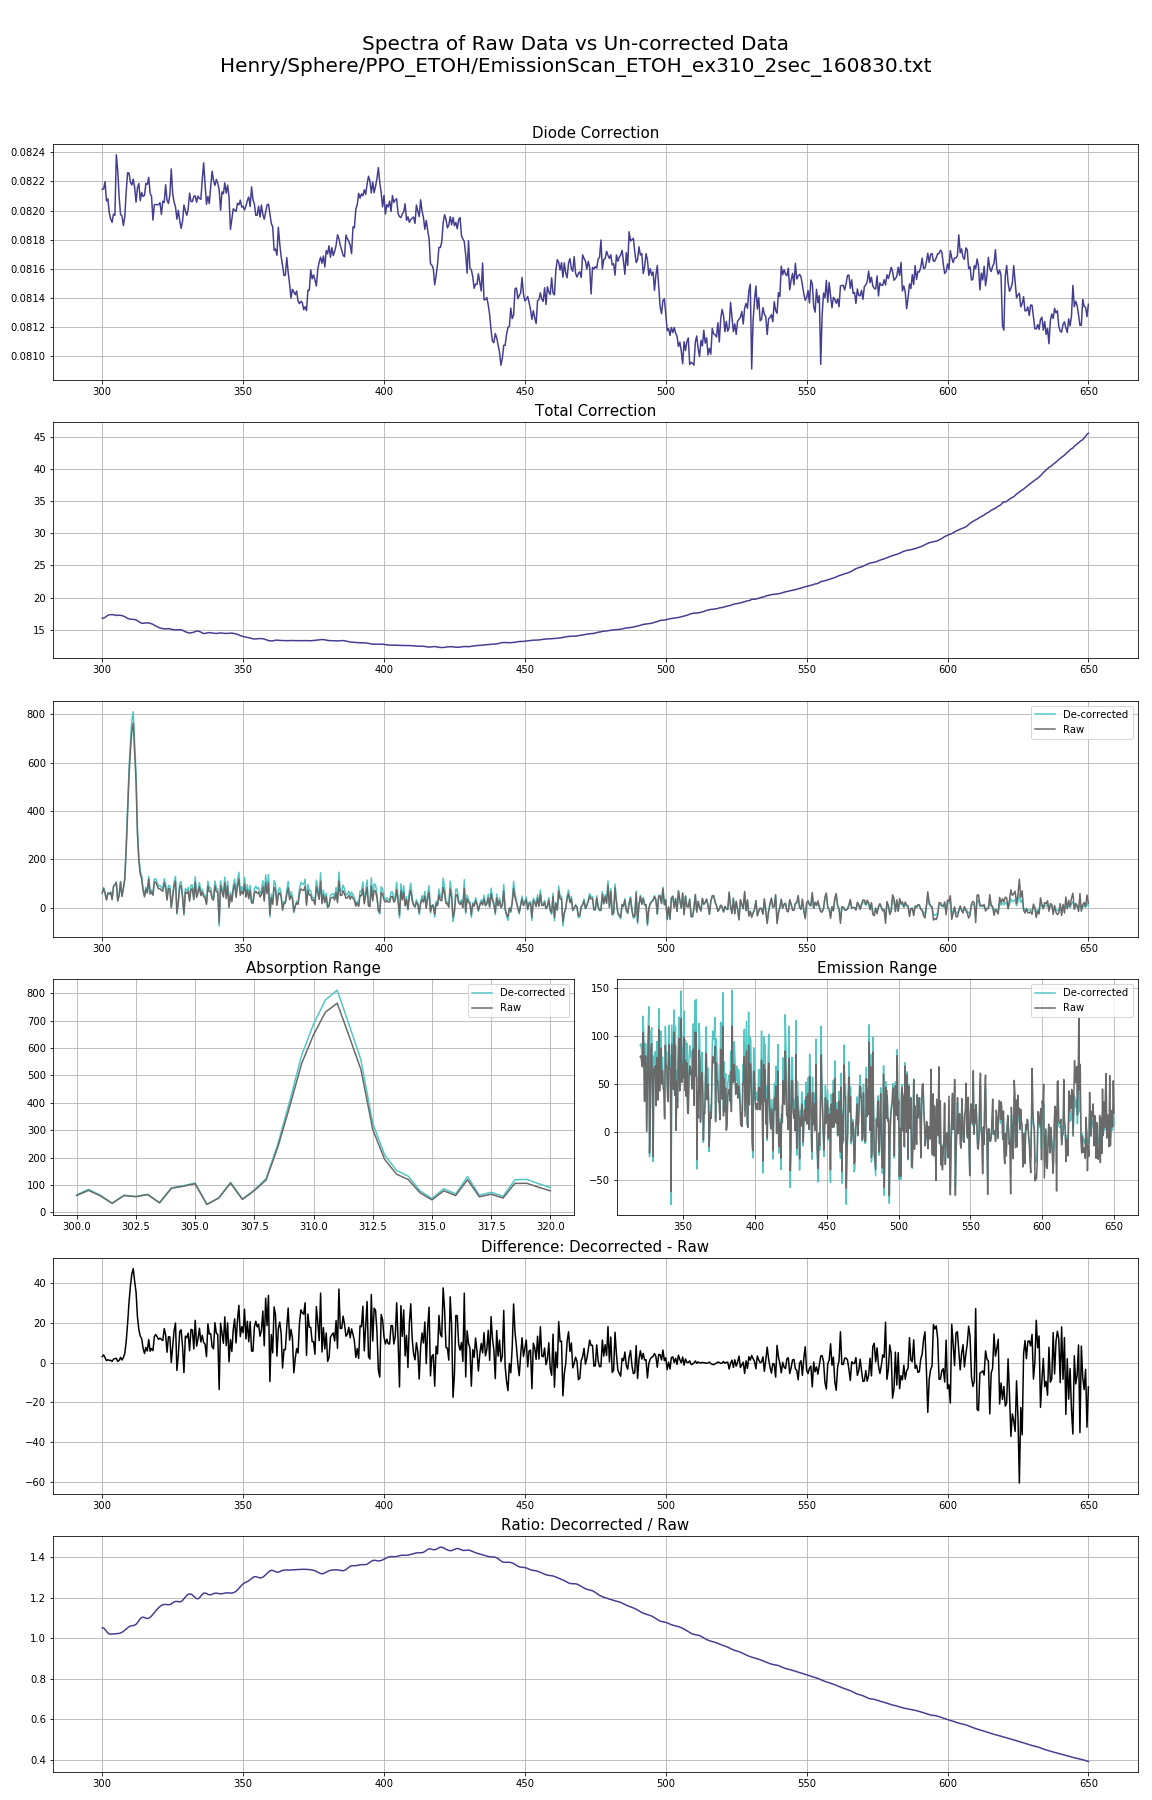 Spectra of Raw Data vs Un-corrected Data
Henry/Sphere/PPO_ETOH/EmissionScan_ETOH_ex310_2sec_160830.txt
Diode Correction
0.0824
0.0822
0.0820
0.0818
0.0816
0.0814
0.0812
0.0810
300 350 400 450 500 550 600 650
Total Correction
45
40
35
30
25
20
15
300 350 400 450 500 550 600 650
De-corrected
Raw
800
600
400
200
0
300 350 400 450 500 550 600 650
Absorption Range
De-corrected
Raw
800
700
600
500
400
300
200
100
0
300.0 302.5 305.0 307.5 310.0 312.5 315.0 317.5 320.0
Emission Range
De-corrected
Raw
150
100
50
0
−50
350 400 450 500 550 600 650
Difference: Decorrected - Raw
40
20
0
−20
−40
−60
300 350 400 450 500 550 600 650
Ratio: Decorrected / Raw
1.4
1.2
1.0
0.8
0.6
0.4
300 350 400 450 500 550 600 650